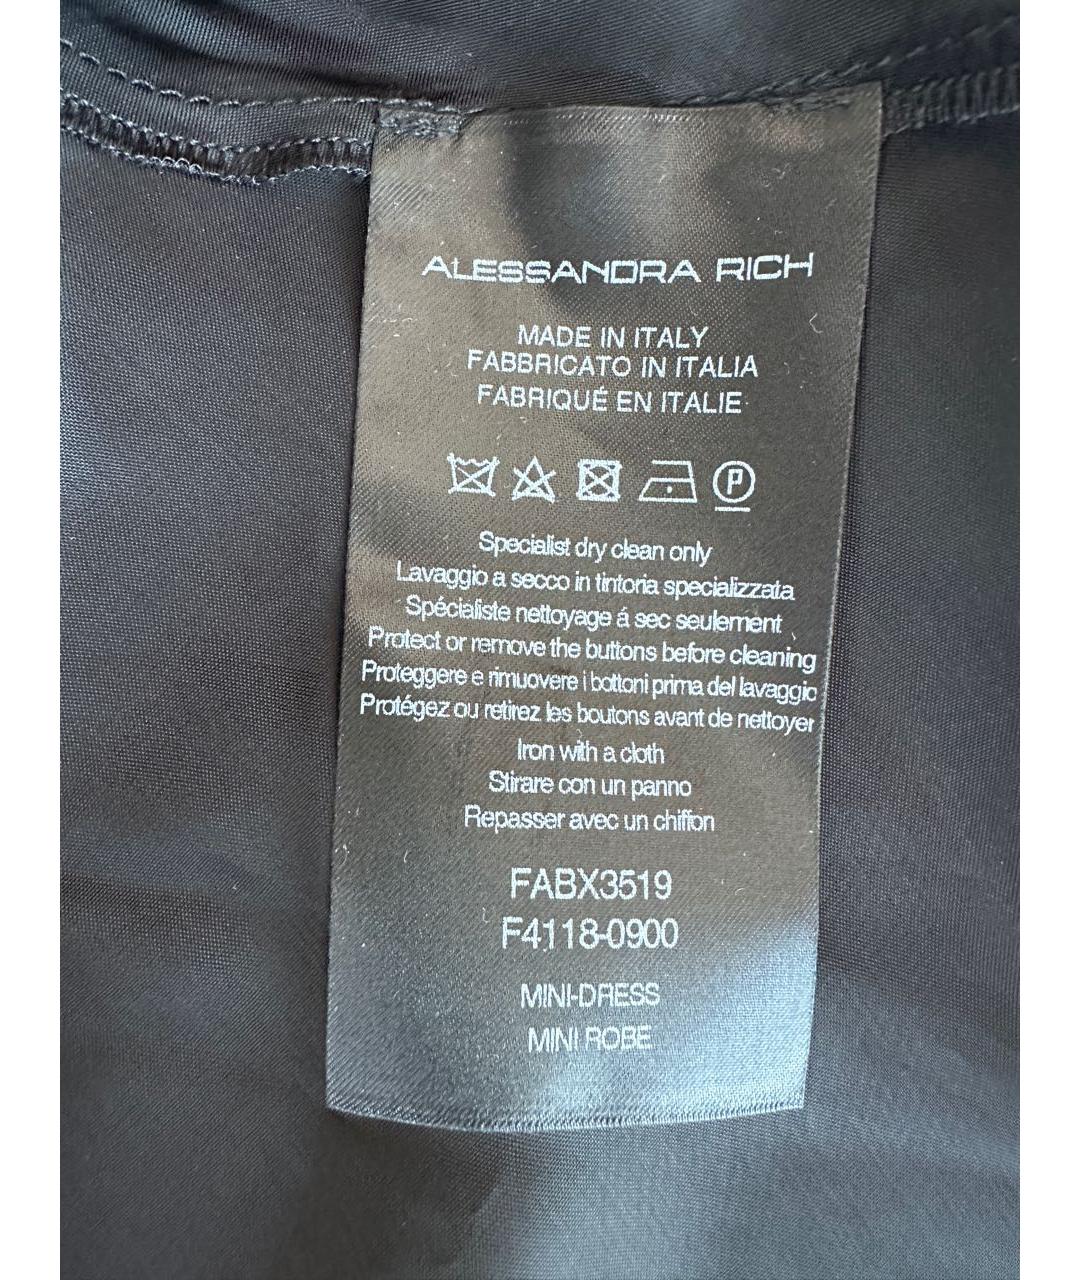 ALESSANDRA RICH
MADE IN ITALY
FABBRICATO IN ITALIA
FABRIQUÉ EN ITALIE
P
Specialist dry clean only
Lavaggio a secco in tintoria specializzata
Spécialiste nettoyage á sec seulement
Protect or remove the buttons before cleaning
Proteggere e rimuovere i bottoni prima del lavaggio
Protégez ou retirez les boutons avant de nettoyer
Iron with a cloth
Stirare con un panno
Repasser avec un chiffon
FABX3519
F4118-0900
MINI-DRESS
MINI ROBE